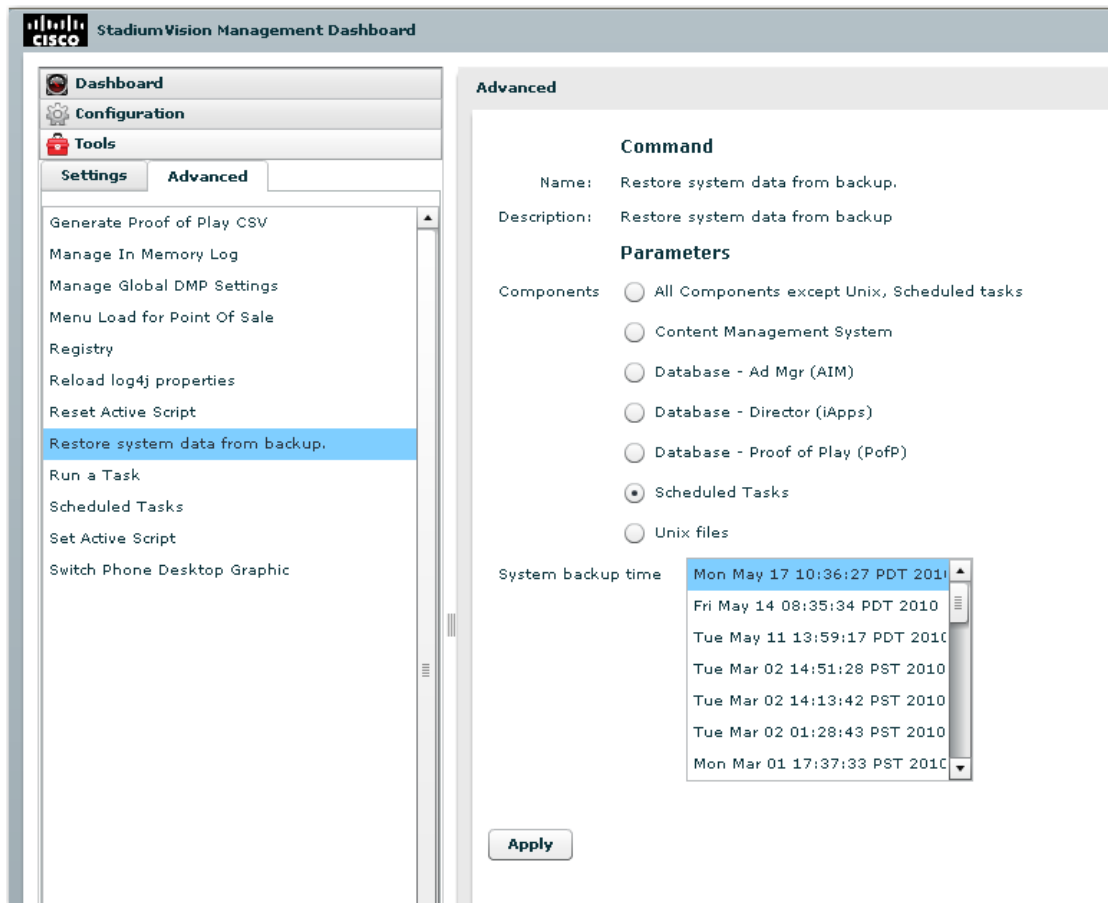 CISCO StadiumVision Management Dashboard
Dashboard
Configuration
Tools
Settings
Advanced
Generate Proof of Play CSV
Manage In Memory Log
Manage Global DMP Settings
Menu Load for Point Of Sale
Registry
Reload log4j properties
Reset Active Script
Restore system data from backup.
Run a Task
Scheduled Tasks
Set Active Script
Switch Phone Desktop Graphic
Advanced
Command
Name: Restore system data from backup.
Description: Restore system data from backup
Parameters
Components
All Components except Unix, Scheduled tasks
Content Management System
Database - Ad Mgr (AIM)
Database - Director (iApps)
Database - Proof of Play (PofP)
Scheduled Tasks
Unix files
System backup time
Mon May 17 10:36:27 PDT 201
Fri May 14 08:35:34 PDT 2010
Tue May 11 13:59:17 PDT 201
Tue Mar 02 14:51:28 PST 2010
Tue Mar 02 14:13:42 PST 2010
Tue Mar 02 01:28:43 PST 2010
Mon Mar 01 17:37:33 PST 201
Apply